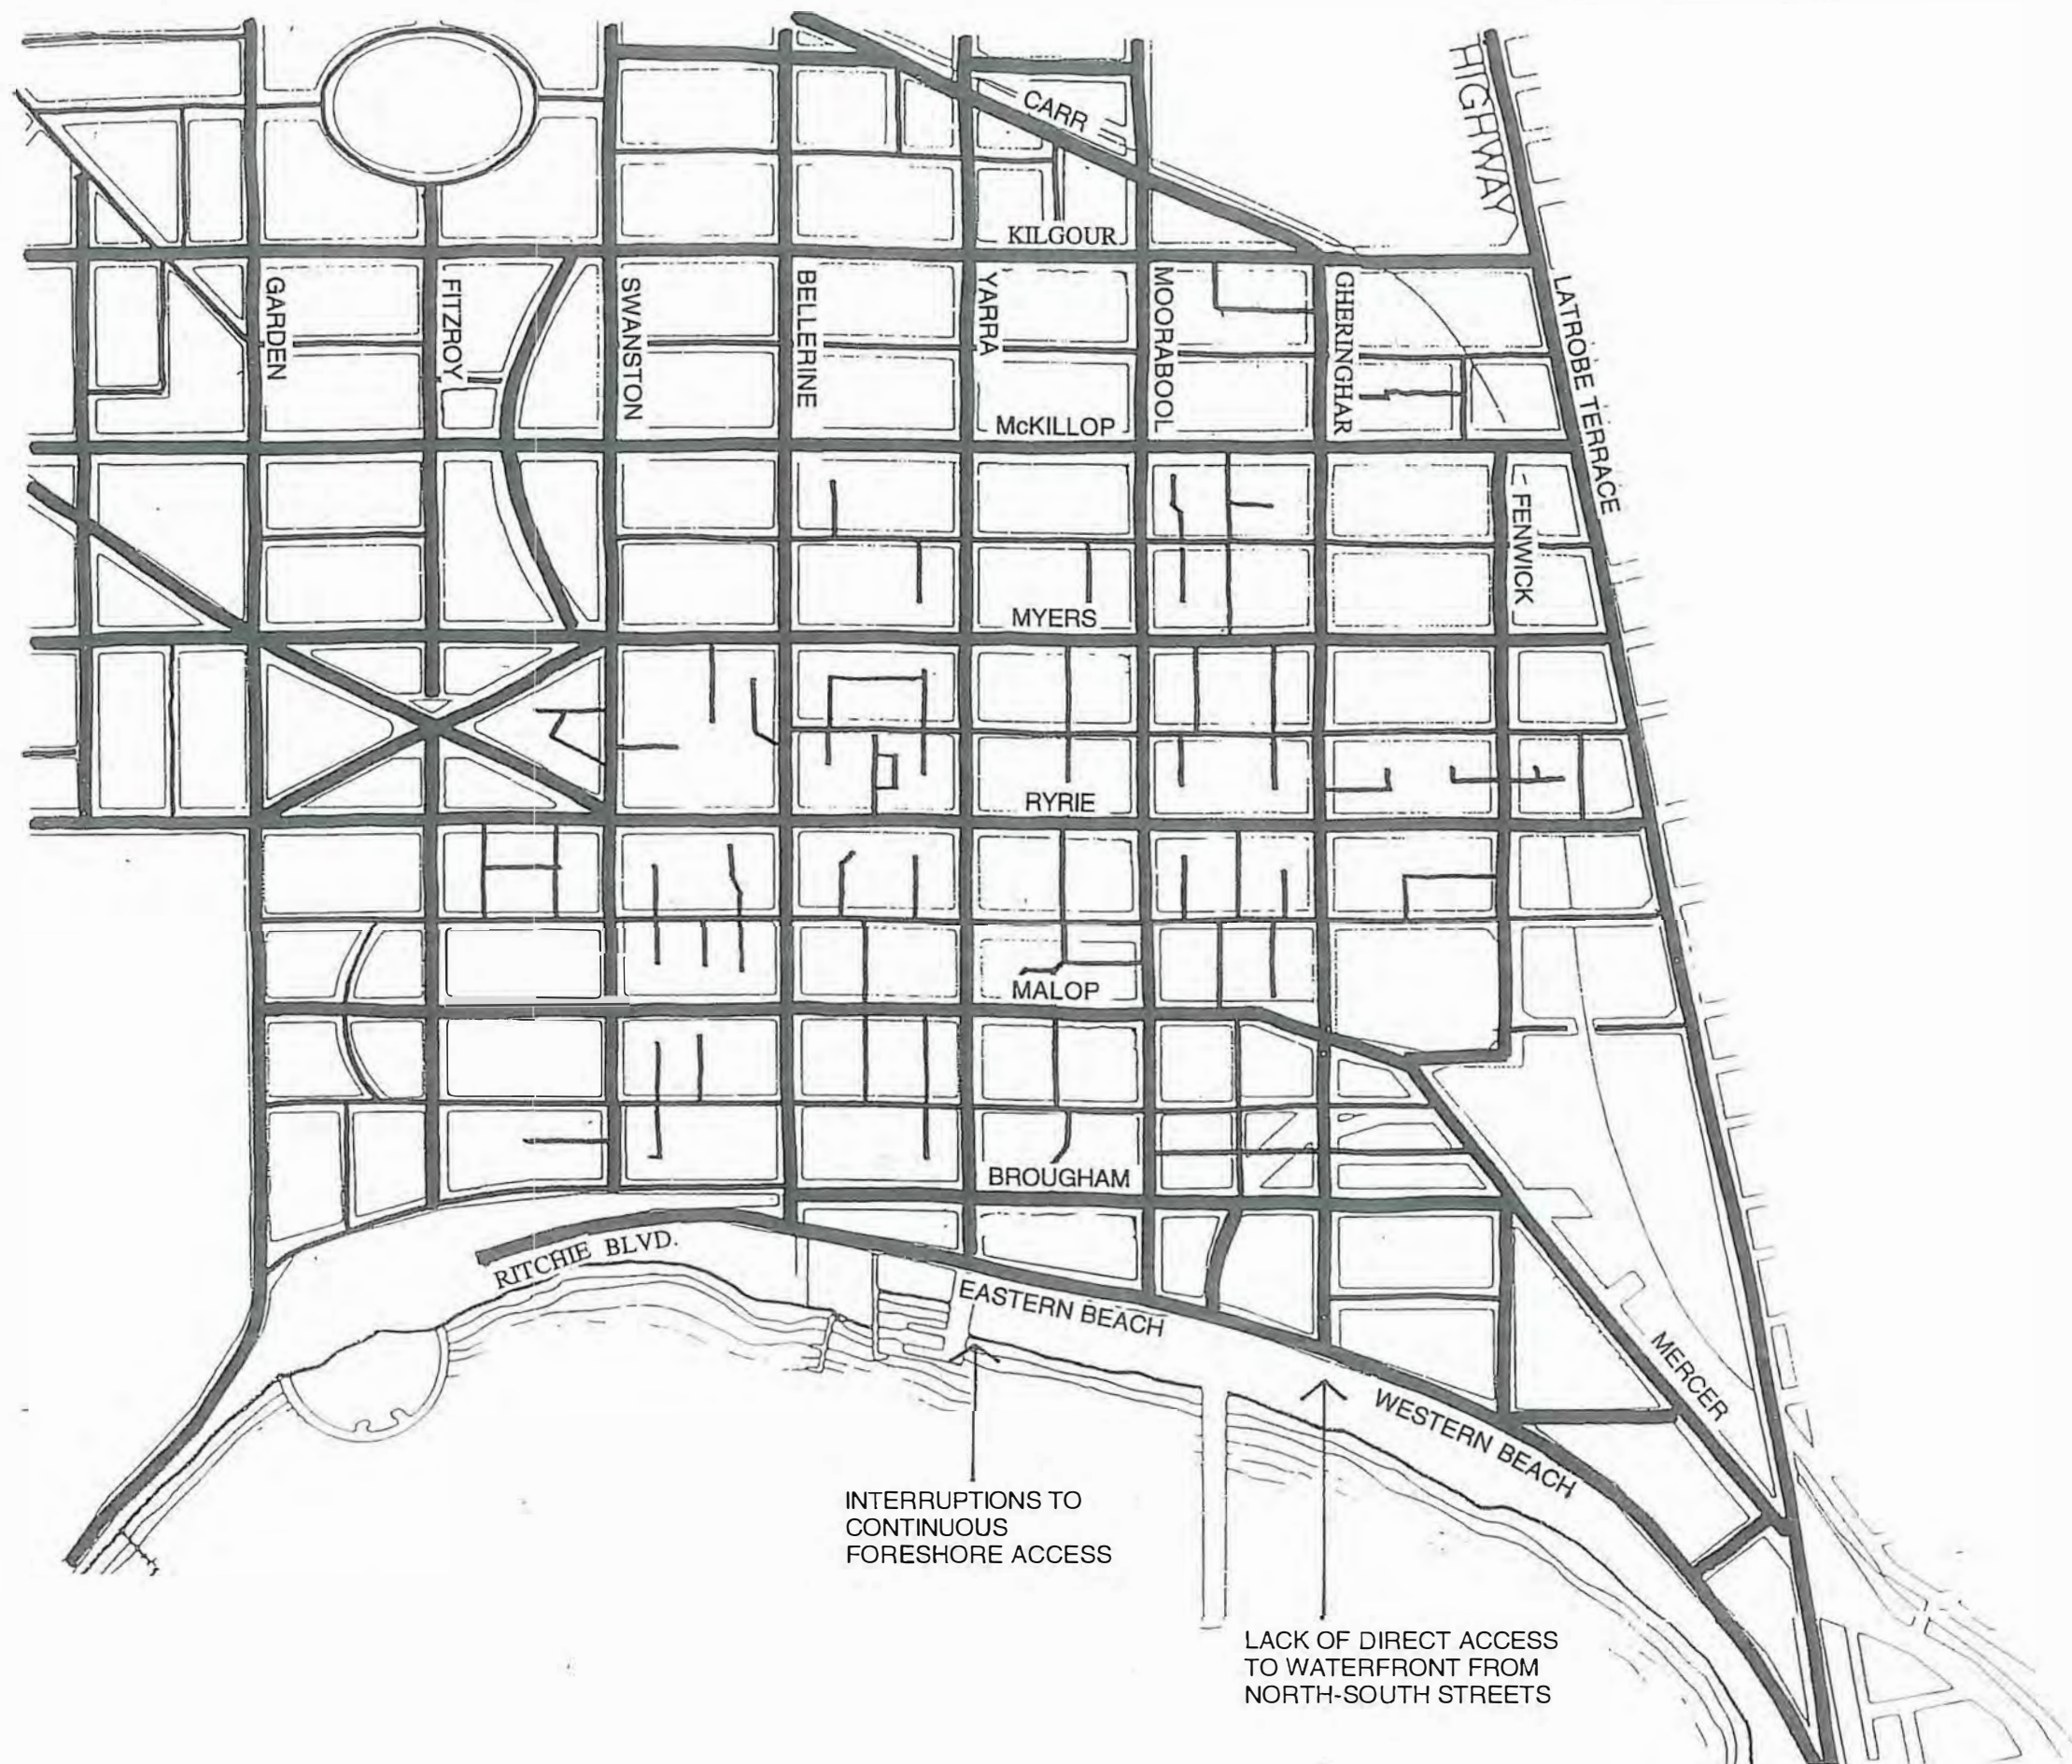 HIGHWAY
CARR
KILGOUR
GARDEN
FITZROY
SWANSTON
BELLERINE
YARRA
MOORABOOL
GHERINGHAR
LATROBE TERRACE
McKILLOP
FENWICK
MYERS
RYRIE
MALOP
BROUGHAM
RITCHIE BLVD.
EASTERN BEACH
MERCER
WESTERN BEACH
INTERRUPTIONS TO
CONTINUOUS
FORESHORE ACCESS
LACK OF DIRECT ACCESS
TO WATERFRONT FROM
NORTH-SOUTH STREETS